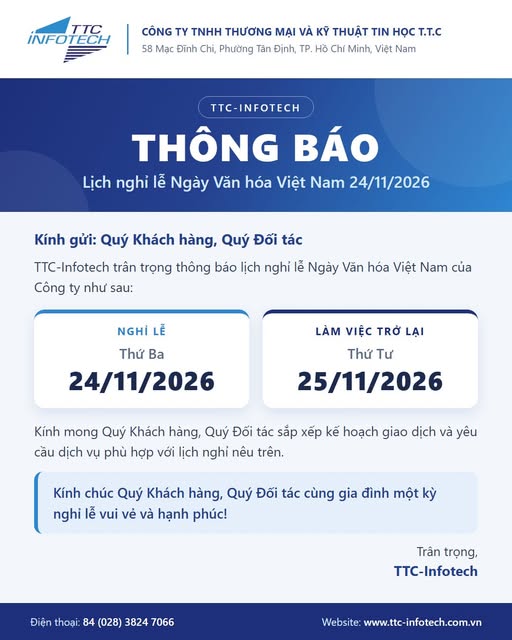 TTC
INFOTECH
CÔNG TY TNHH THƯƠNG MẠI VÀ KỸ THUẬT TIN HỌC T.T.C
58 Mạc Đĩnh Chi, Phường Tân Định, TP. Hồ Chí Minh, Việt Nam
TTC-INFOTECH
THÔNG BÁO
Lịch nghỉ lễ Ngày Văn hóa Việt Nam 24/11/2026
Kính gửi: Quý Khách hàng, Quý Đối tác
TTC-Infotech trân trọng thông báo lịch nghỉ lễ Ngày Văn hóa Việt Nam của
Công ty như sau:
NGHỈ LỄ
Thứ Ba
24/11/2026
LÀM VIỆC TRỞ LẠI
Thứ Tư
25/11/2026
Kính mong Quý Khách hàng, Quý Đối tác sắp xếp kế hoạch giao dịch và yêu
cầu dịch vụ phù hợp với lịch nghỉ nêu trên.
Kính chúc Quý Khách hàng, Quý Đối tác cùng gia đình một kỳ
nghỉ lễ vui vẻ và hạnh phúc!
Trân trọng,
TTC-Infotech
Điện thoại: 84 (028) 3824 7066
Website: www.ttc-infotech.com.vn